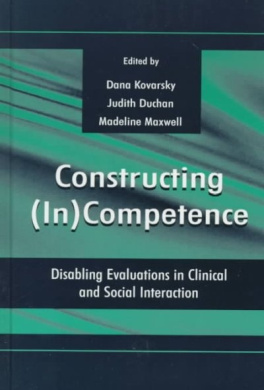 Edited by
Dana Kovarsky
Judith Duchan
Madeline Maxwell
Constructing
(In)Competence
Disabling Evaluations in Clinical
and Social Interaction